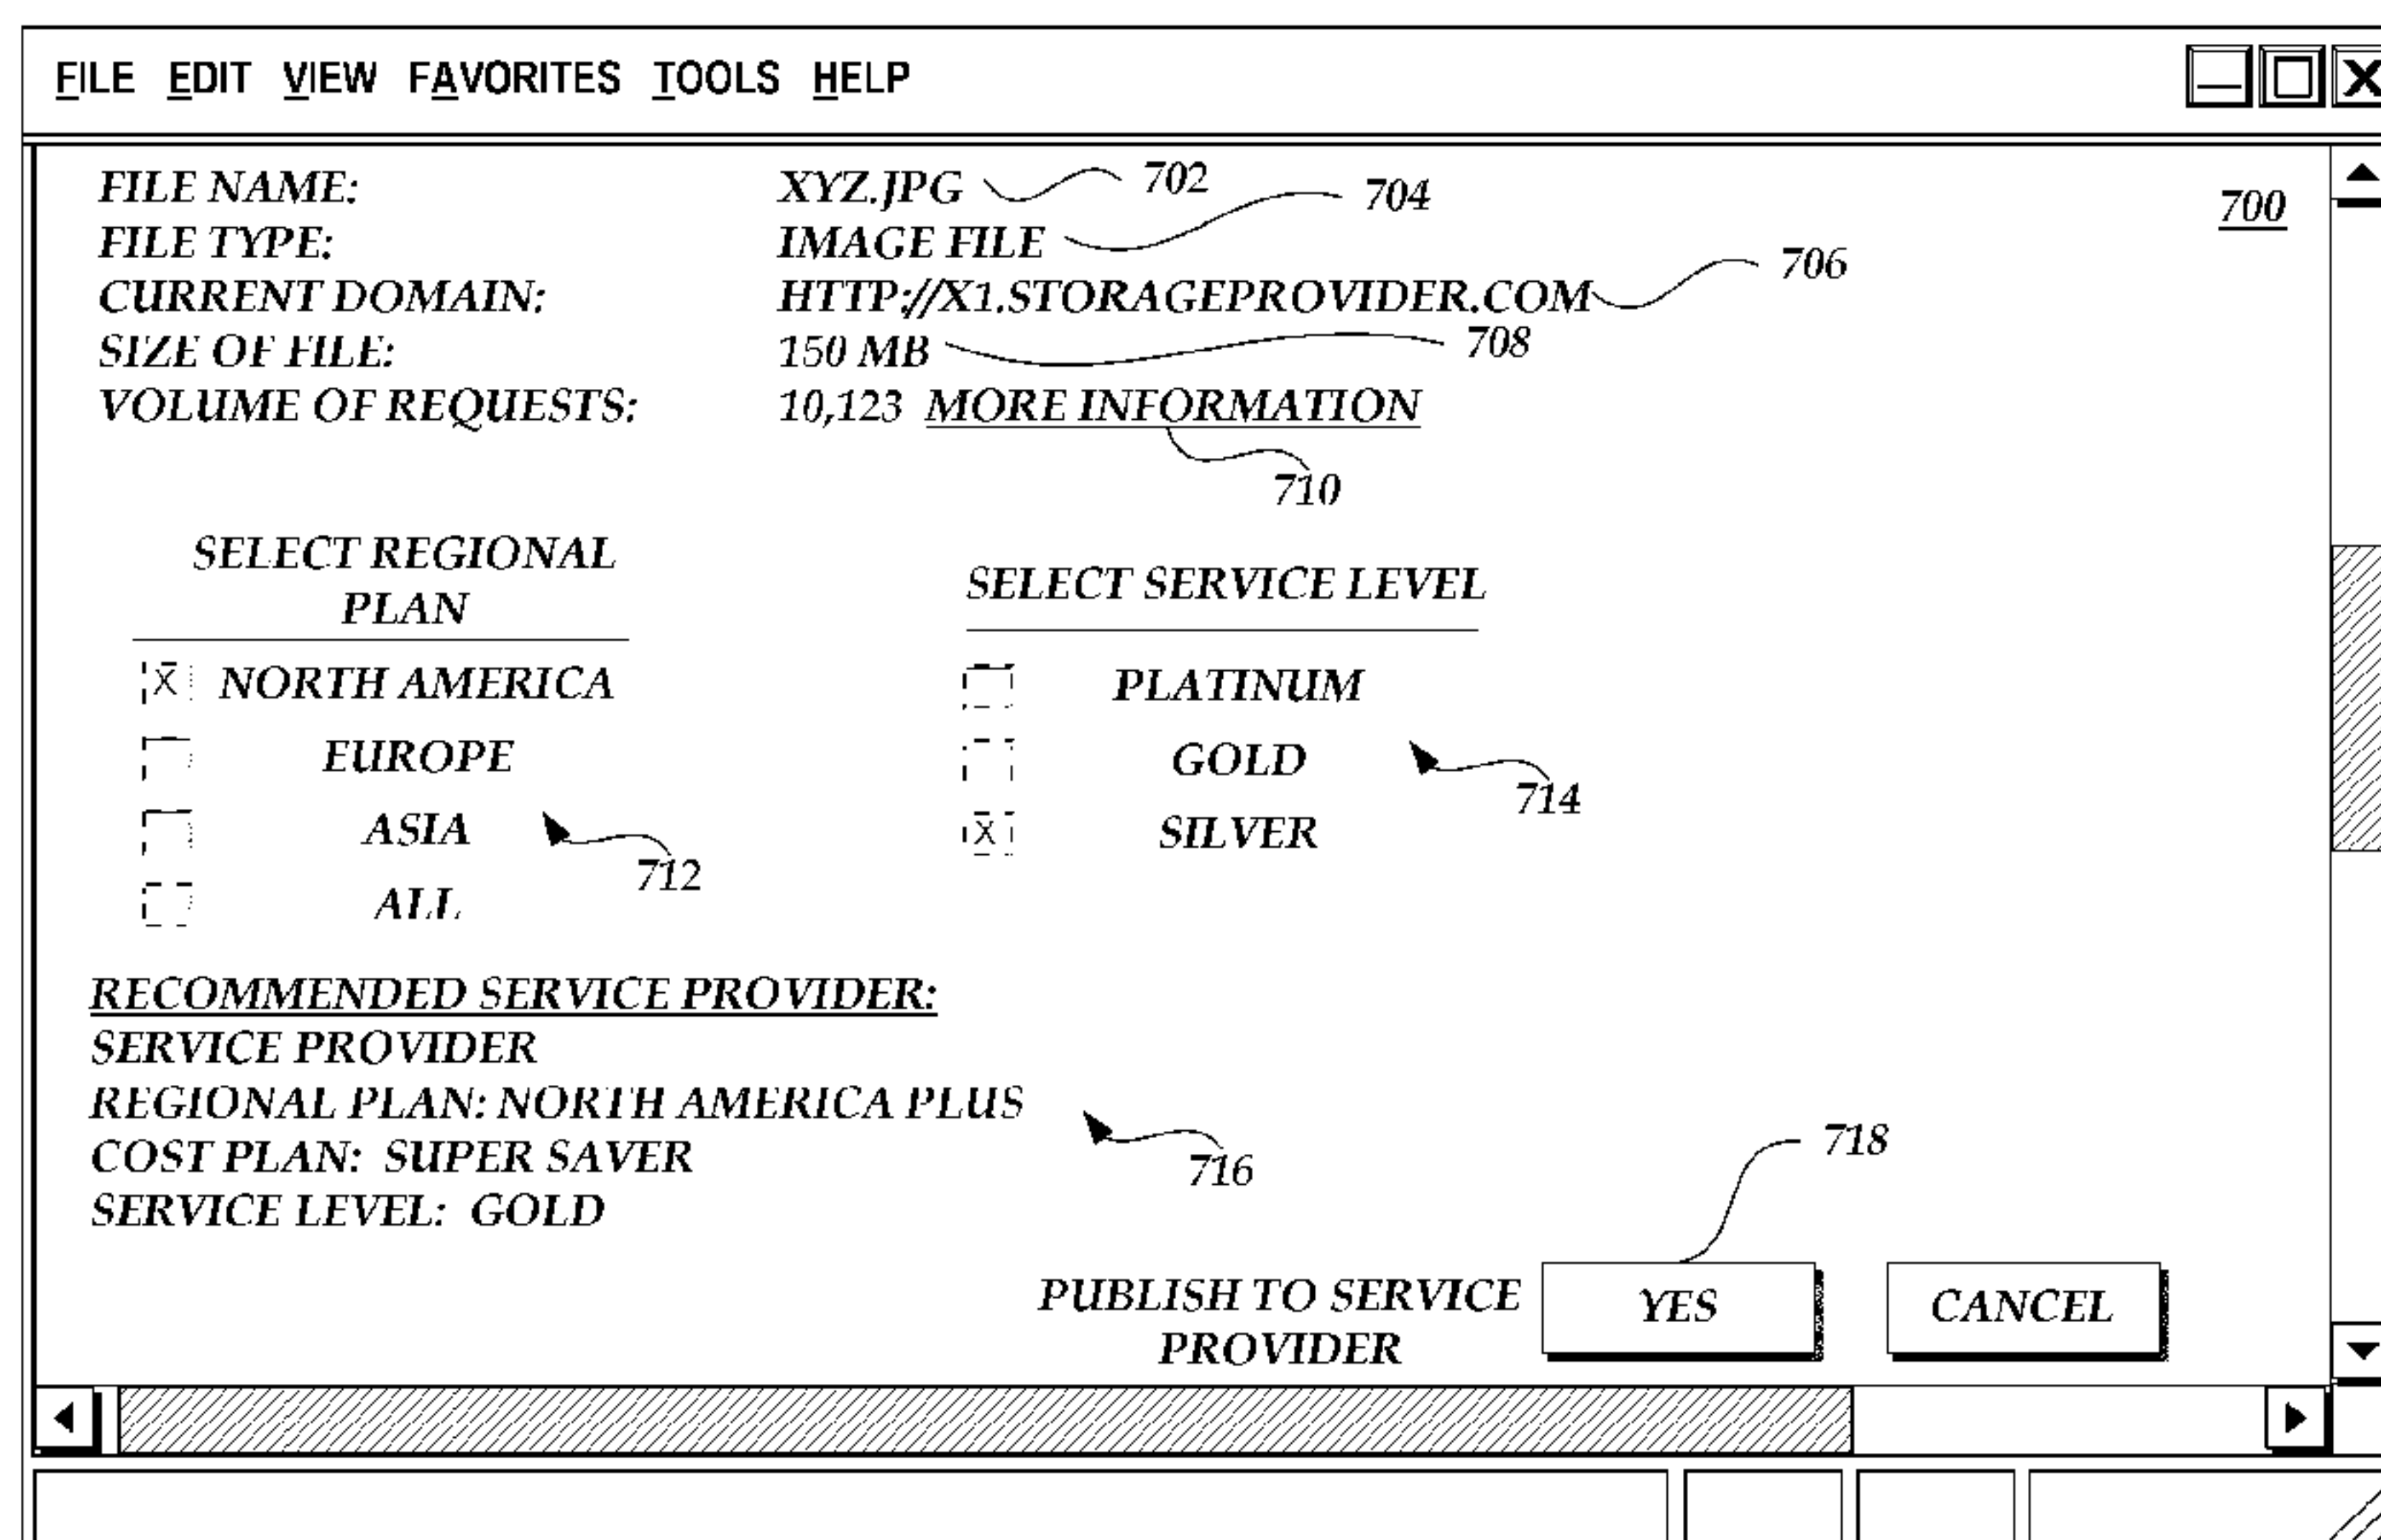 FILE EDIT VIEW FAVORITES TOOLS HELP
FILE NAME: XYZ.JPG 702
FILE TYPE: IMAGE FILE 704
700
CURRENT DOMAIN: HTTP://X1.STORAGEPROVIDER.COM 706
SIZE OF FILE: 150 MB 708
VOLUME OF REQUESTS: 10,123 MORE INFORMATION
710
SELECT REGIONAL
PLAN
X NORTH AMERICA
EUROPE
ASIA
712
ALL
SELECT SERVICE LEVEL
PLATINUM
GOLD
714
X SILVER
RECOMMENDED SERVICE PROVIDER:
SERVICE PROVIDER
REGIONAL PLAN: NORTH AMERICA PLUS
COST PLAN: SUPER SAVER
716
SERVICE LEVEL: GOLD
718
PUBLISH TO SERVICE
PROVIDER
YES
CANCEL